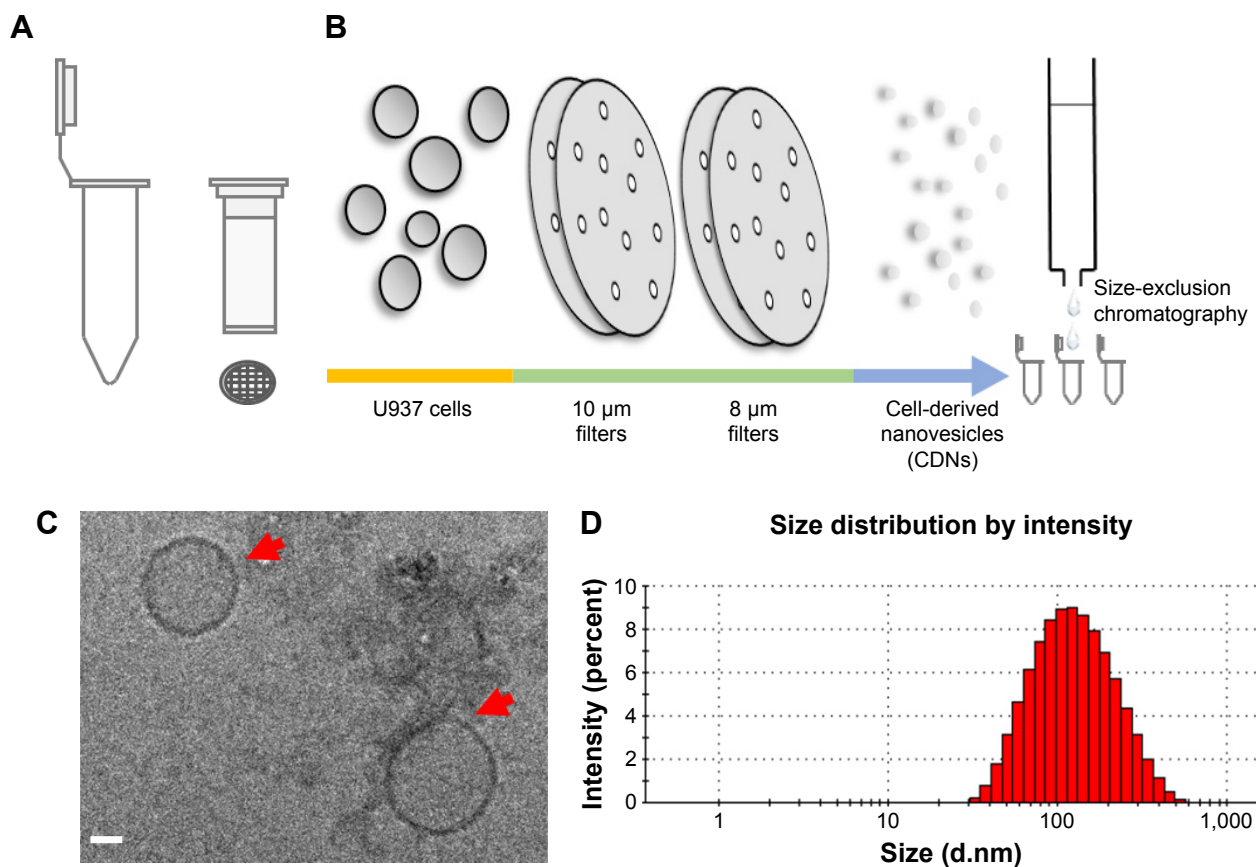 A
B
Size-exclusion
chromatography
U937 cells
10 µm
filters
8 µm
filters
Cell-derived
nanovesicles
(CDNs)
C
D
Size distribution by intensity
Intensity (percent)
10
8
6
4
2
0
1
10
100
1,000
Size (d.nm)